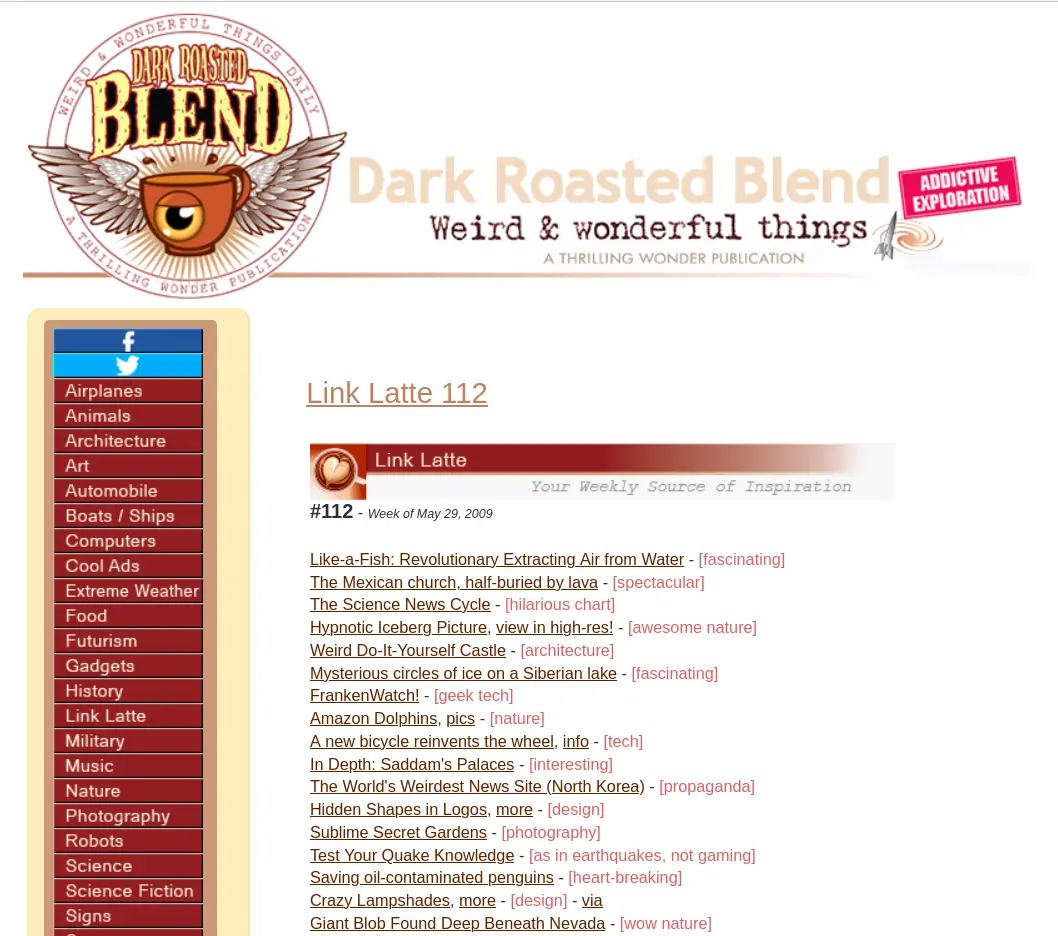 WEIRD & WONDERFUL THINGS DAILY
DARK ROASTED
BLEND
A THRILLING WONDER PUBLICATION
Dark Roasted Blend
ADDICTIVE
EXPLORATION
Weird & wonderful things
A THRILLING WONDER PUBLICATION
Airplanes
Animals
Architecture
Art
Automobile
Boats / Ships
Computers
Cool Ads
Extreme Weather
Food
Futurism
Gadgets
History
Link Latte
Military
Music
Nature
Photography
Robots
Science
Science Fiction
Signs
Link Latte 112
Link Latte
Your Weekly Source of Inspiration
#112 - Week of May 29, 2009
Like-a-Fish: Revolutionary Extracting Air from Water - [fascinating]
The Mexican church, half-buried by lava - [spectacular]
The Science News Cycle - [hilarious chart]
Hypnotic Iceberg Picture, view in high-res! - [awesome nature]
Weird Do-It-Yourself Castle - [architecture]
Mysterious circles of ice on a Siberian lake - [fascinating]
FrankenWatch! - [geek tech]
Amazon Dolphins, pics - [nature]
A new bicycle reinvents the wheel, info - [tech]
In Depth: Saddam's Palaces - [interesting]
The World's Weirdest News Site (North Korea) - [propaganda]
Hidden Shapes in Logos, more - [design]
Sublime Secret Gardens - [photography]
Test Your Quake Knowledge - [as in earthquakes, not gaming]
Saving oil-contaminated penguins - [heart-breaking]
Crazy Lampshades, more - [design] - via
Giant Blob Found Deep Beneath Nevada - [wow nature]